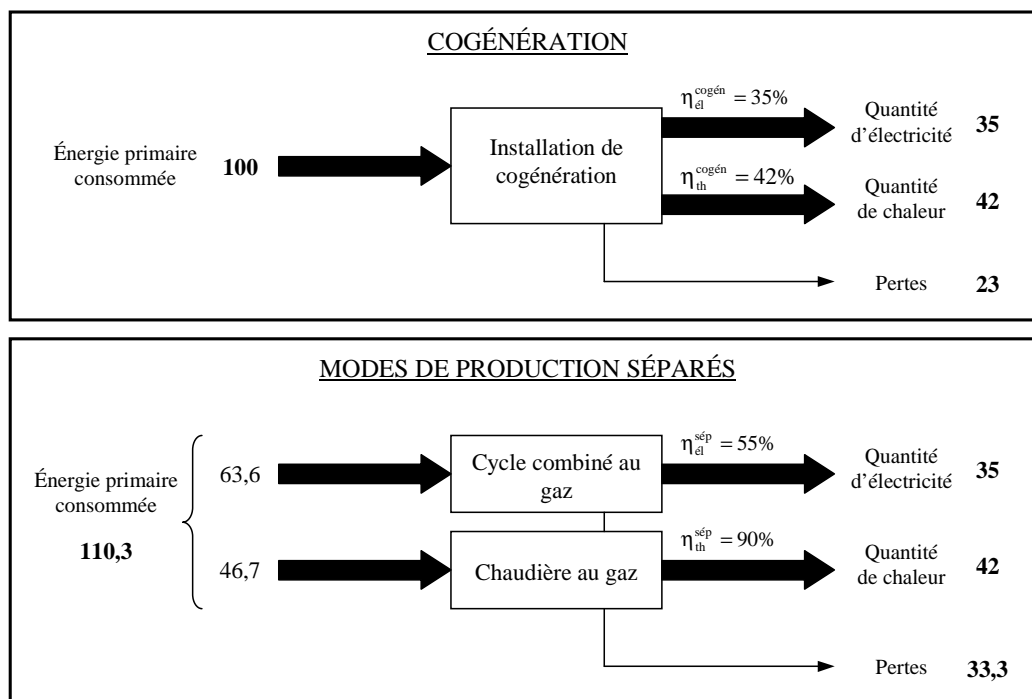 COGÉNÉRATION
η_él^cogén = 35%
Quantité
d'électricité
35
Énergie primaire
consommée
100
Installation de
cogénération
η_th^cogén = 42%
Quantité
de chaleur
42
Pertes
23
MODES DE PRODUCTION SÉPARÉS
η_él^sép = 55%
Énergie primaire
consommée
110,3
63,6
Cycle combiné au
gaz
Quantité
d'électricité
35
η_th^sép = 90%
46,7
Chaudière au gaz
Quantité
de chaleur
42
Pertes
33,3